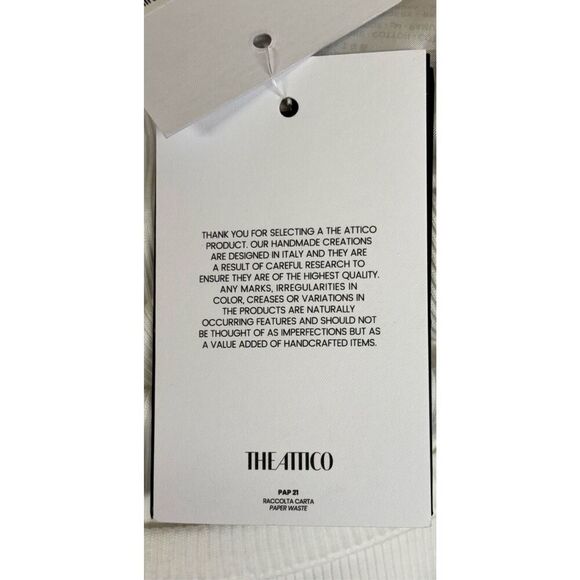 COTTON
THANK YOU FOR SELECTING A THE ATTICO
PRODUCT. OUR HANDMADE CREATIONS
ARE DESIGNED IN ITALY AND THEY ARE
A RESULT OF CAREFUL RESEARCH TO
ENSURE THEY ARE OF THE HIGHEST QUALITY.
ANY MARKS, IRREGULARITIES IN
COLOR, CREASES OR VARIATIONS IN
THE PRODUCTS ARE NATURALLY
OCCURRING FEATURES AND SHOULD NOT
BE THOUGHT OF AS IMPERFECTIONS BUT AS
A VALUE ADDED OF HANDCRAFTED ITEMS.
THE ATTICO
PAP 21
RACCOLTA CARTA
PAPER WASTE